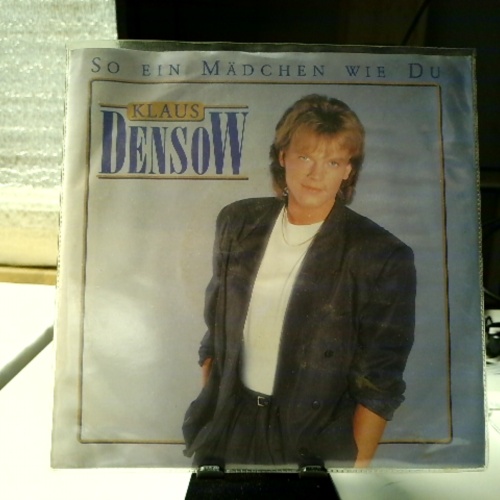 So ein Mädchen wie Du
KLAUS
DENSOW